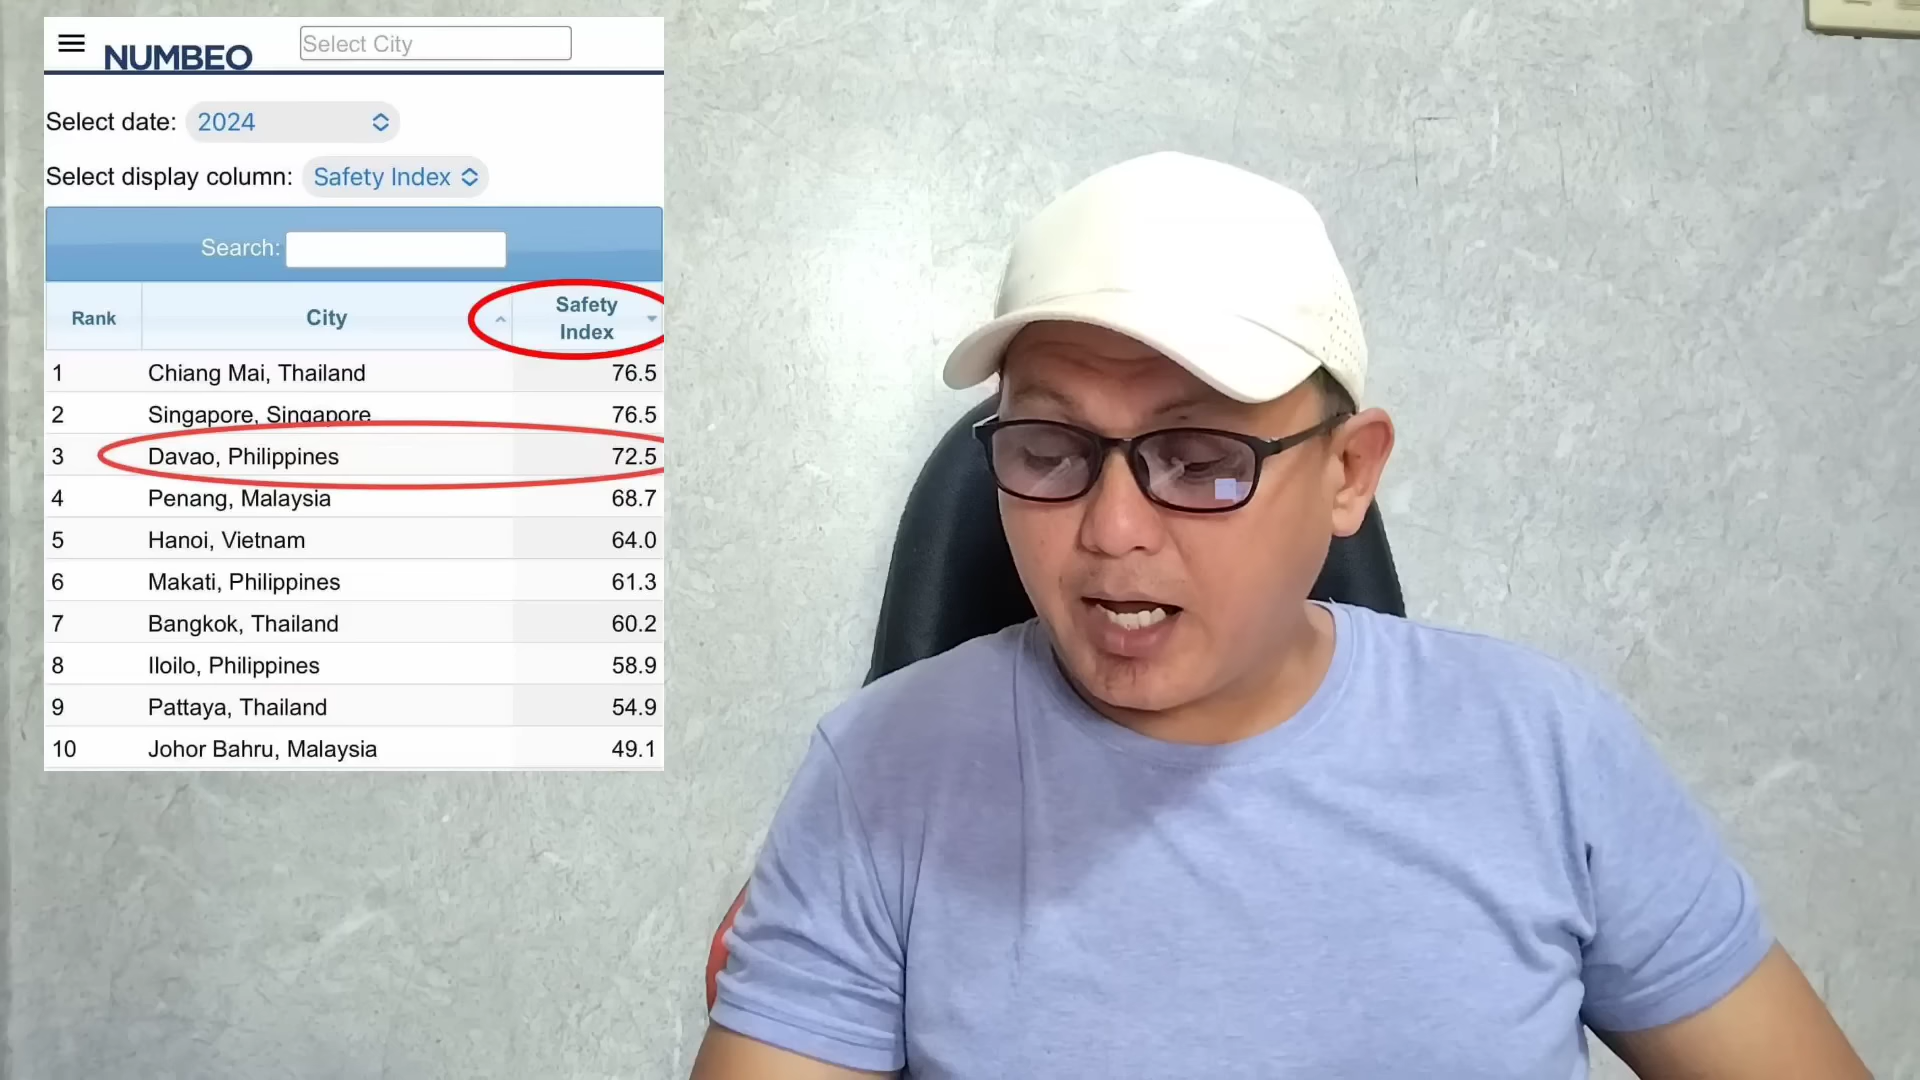 NUMBEO
Select City
Select date: 2024
Select display column: Safety Index
Search:
Rank City Safety Index
1 Chiang Mai, Thailand 76.5
2 Singapore, Singapore 76.5
3 Davao, Philippines 72.5
4 Penang, Malaysia 68.7
5 Hanoi, Vietnam 64.0
6 Makati, Philippines 61.3
7 Bangkok, Thailand 60.2
8 Iloilo, Philippines 58.9
9 Pattaya, Thailand 54.9
10 Johor Bahru, Malaysia 49.1